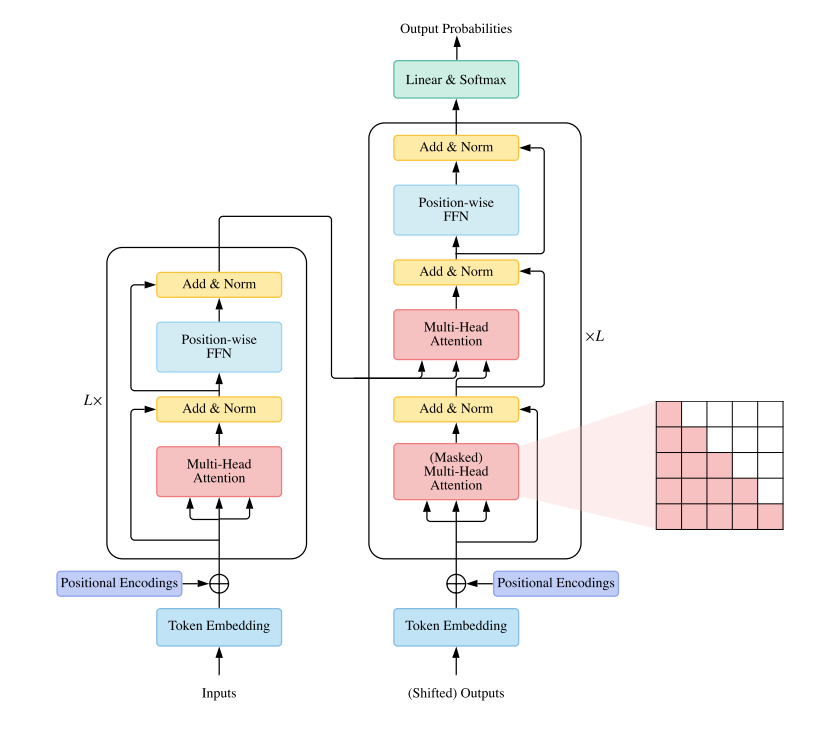 Output Probabilities
Linear & Softmax
Add & Norm
Position-wise
FFN
Add & Norm
Multi-Head
Attention
Add & Norm
(Masked)
Multi-Head
Attention
×L
Positional Encodings
Token Embedding
(Shifted) Outputs
Add & Norm
Position-wise
FFN
Add & Norm
Multi-Head
Attention
L×
Positional Encodings
Token Embedding
Inputs